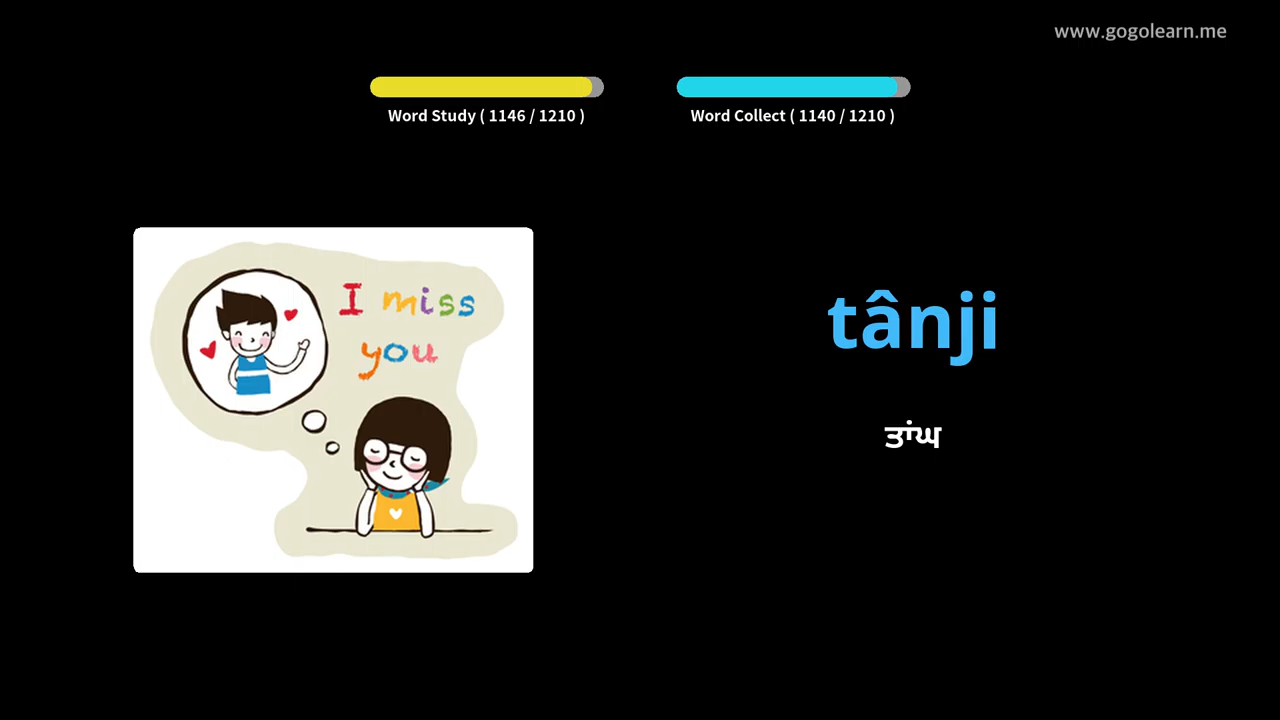 www.gogolearn.me
Word Study ( 1146 / 1210 )
Word Collect ( 1140 / 1210 )
I miss
you
tânji
ਤਾਂਘ